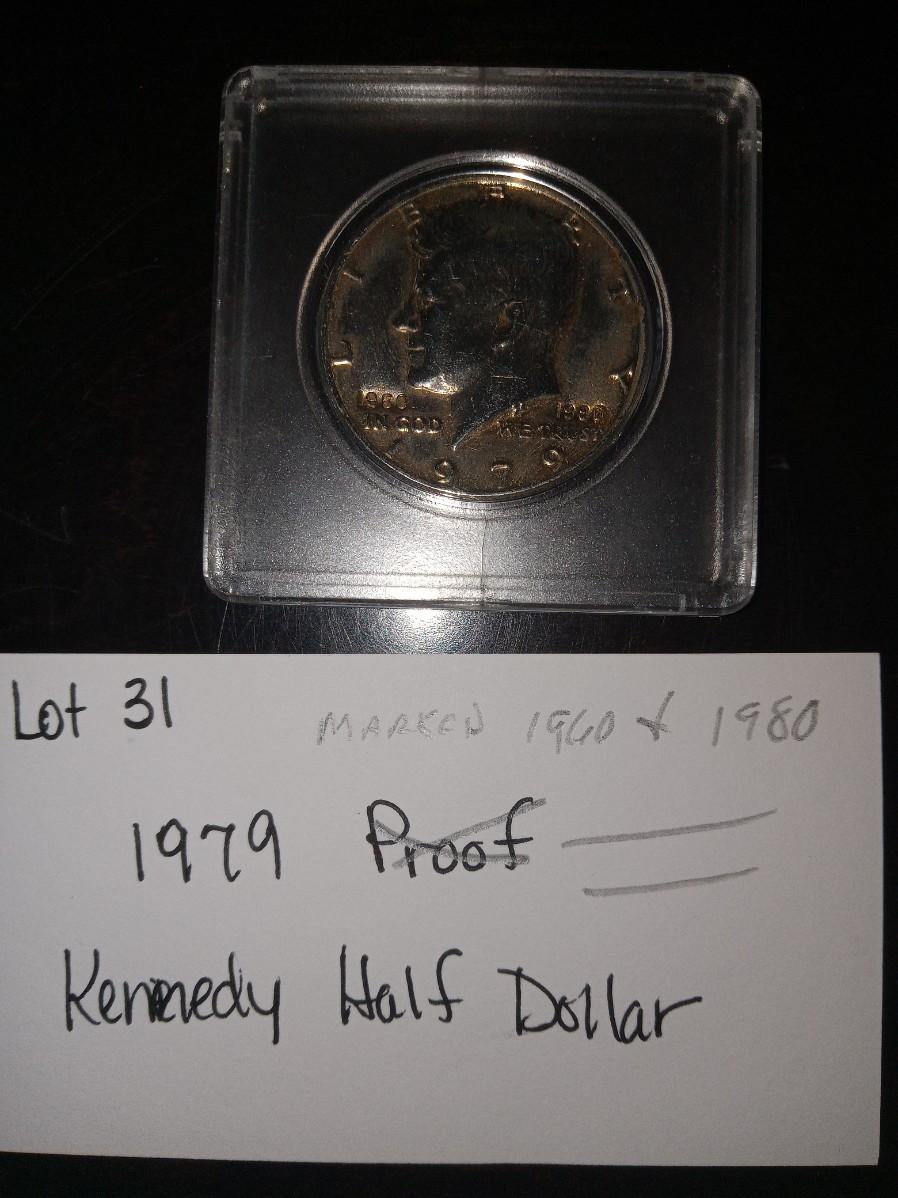 LIBERTY
1960 1980
IN GOD WE TRUST
1979
Lot 31
MARKED 1960 & 1980
1979 Proof
Kennedy Half Dollar